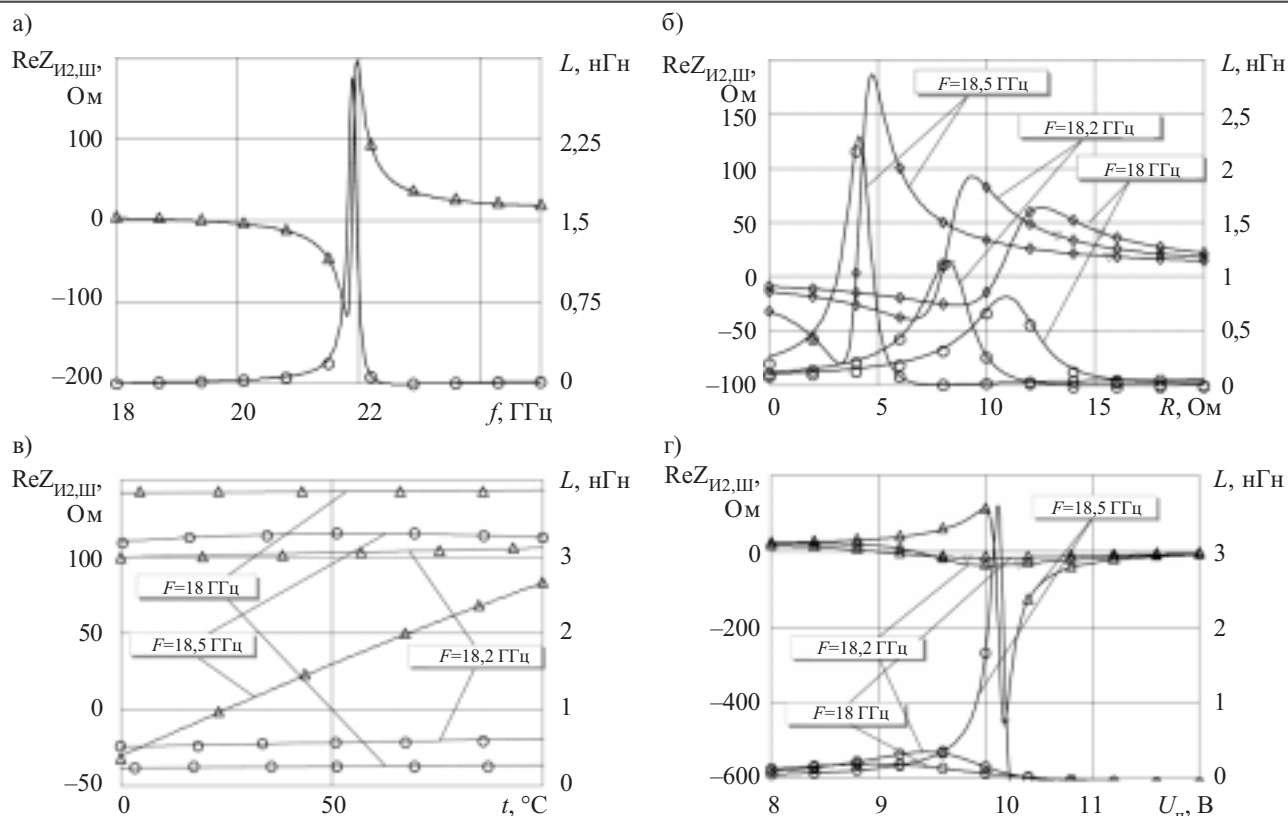 а)
ReZИ2,Ш,
Ом
L, нГн
100
0
–100
–200
2,25
1,5
0,75
0
18
20
22
f, ГГц
б)
ReZИ2,Ш,
Ом
L, нГн
150
100
50
0
–50
–100
2,5
2
1,5
1
0,5
0
F=18,5 ГГц
F=18,2 ГГц
F=18 ГГц
0
5
10
15
R, Ом
в)
ReZИ2,Ш,
Ом
L, нГн
100
50
0
–50
3
2
1
0
F=18 ГГц
F=18,5 ГГц
F=18,2 ГГц
0
50
t, °C
г)
ReZИ2,Ш,
Ом
L, нГн
0
–200
–400
–600
3
2
1
0
F=18,5 ГГц
F=18,2 ГГц
F=18 ГГц
8
9
10
11
Uп, В